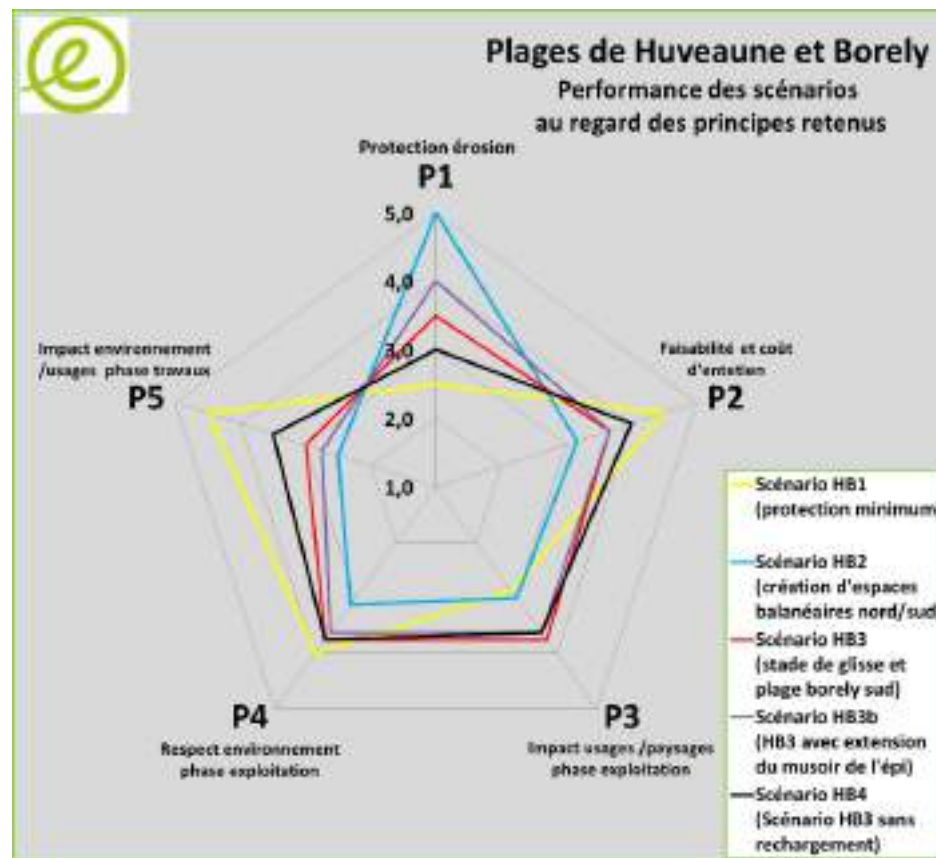 e
Plages de Huveaune et Borely
Performance des scénarios
au regard des principes retenus
Protection érosion
P1
5,0
4,0
3,0
2,0
1,0
Impact environnement
/usages phase travaux
P5
Faisabilité et coût
d'entetien
P2
P4
Respect environnement
phase exploitation
P3
Impact usages /paysages
phase exploitation
Scénario HB1
(protection minimum
Scénario HB2
(création d'espaces
balanéaires nord/sud
Scénario HB3
(stade de glisse et
plage borely sud)
Scénario HB3b
(HB3 avec extension
du musoir de l'épi)
Scénario HB4
(Scénario HB3 sans
rechargement)